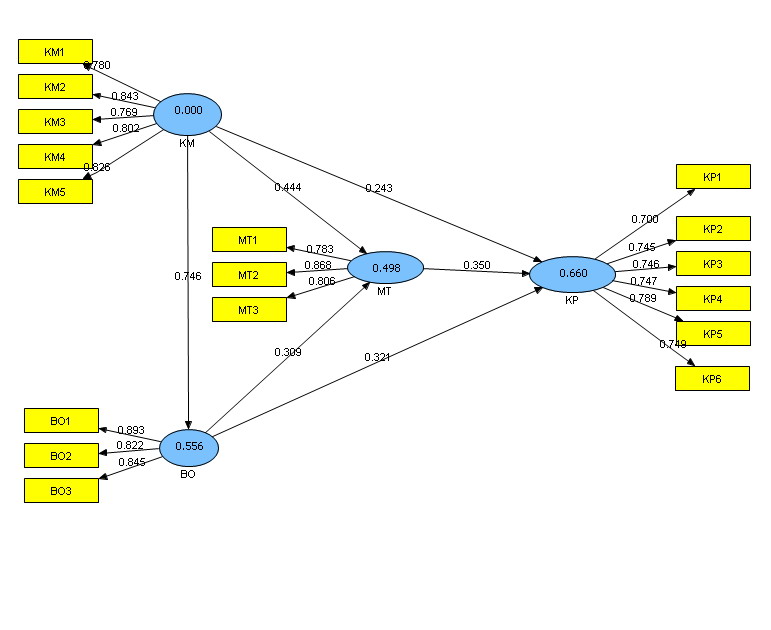 KM1
0.780
KM2
0.843
KM3
0.769
KM4
0.802
KM5
0.826
0.000
KM
0.444
0.243
0.746
MT1
0.783
MT2
0.868
MT3
0.806
0.498
MT
0.350
0.309
0.321
0.660
KP
KP1
0.700
KP2
0.745
KP3
0.746
KP4
0.747
KP5
0.789
KP6
0.749
BO1
0.893
BO2
0.822
BO3
0.845
0.556
BO